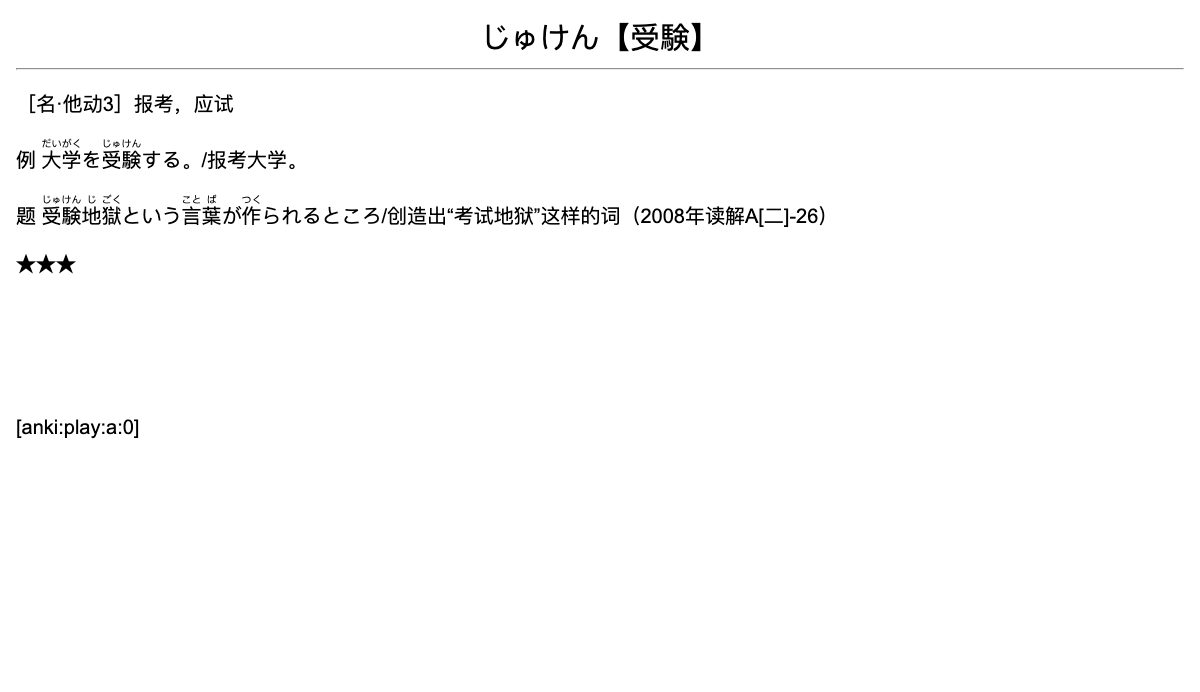 じゅけん【受験】
［名·他动3］报考，应试
だいがく じゅけん
例 大学を受験する。/报考大学。
じゅけん じ ごく こと ば つく
题 受験地獄という言葉が作られるところ/创造出“考试地狱”这样的词（2008年读解A[二]-26）
★★★
[anki:play:a:0]